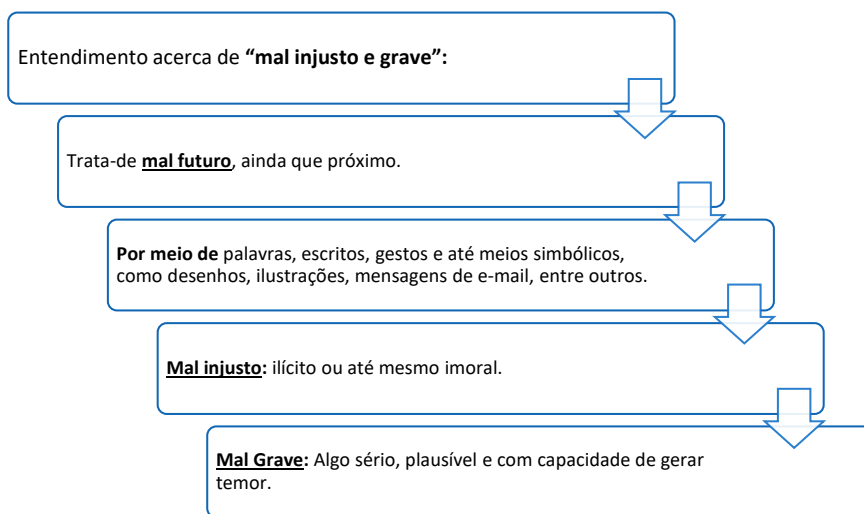 Entendimento acerca de “mal injusto e grave”:
Trata-de mal futuro, ainda que próximo.
Por meio de palavras, escritos, gestos e até meios simbólicos,
como desenhos, ilustrações, mensagens de e-mail, entre outros.
Mal injusto: ilícito ou até mesmo imoral.
Mal Grave: Algo sério, plausível e com capacidade de gerar
temor.